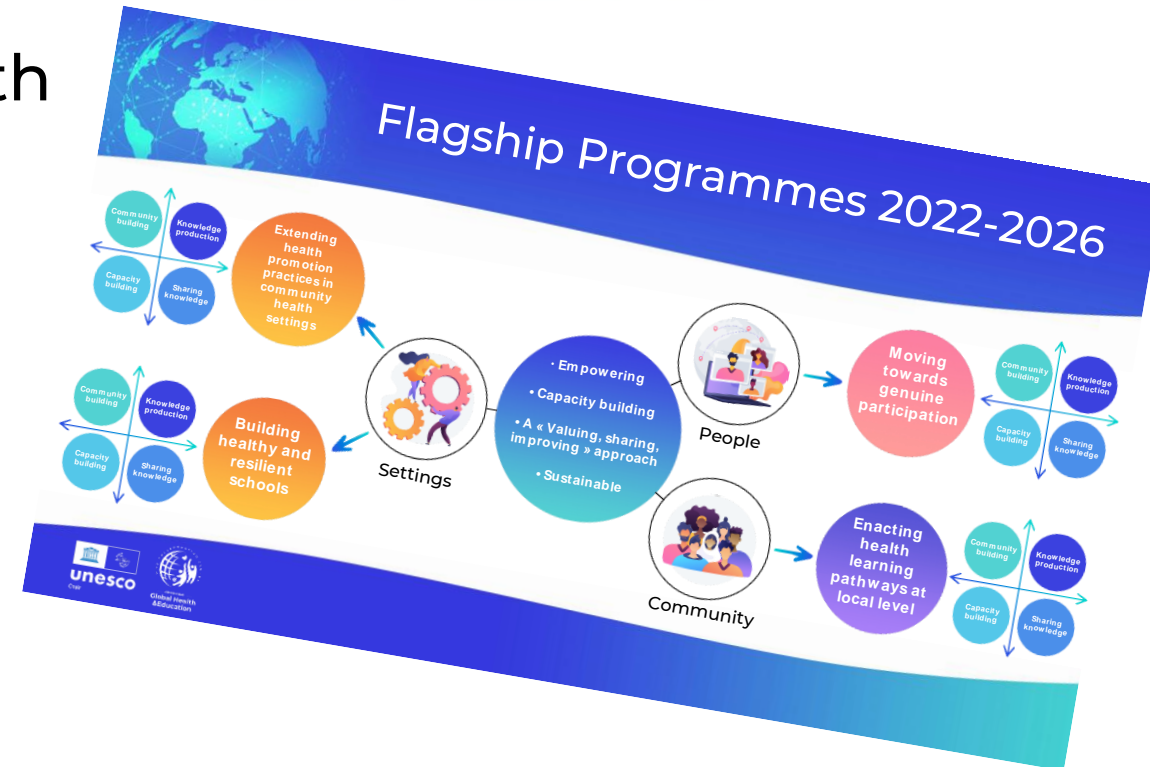 th
Flagship Programmes 2022-2026
Community
building
Knowledge
production
Capacity
building
Sharing
knowledge
Extending
health
promotion
practices in
community
health
settings
Community
building
Knowledge
production
Capacity
building
Sharing
knowledge
Building
healthy and
resilient
schools
Settings
· Empowering
• Capacity building
• A « Valuing, sharing,
improving » approach
• Sustainable
People
Moving
towards
genuine
participation
Community
building
Knowledge
production
Capacity
building
Sharing
knowledge
Community
Enacting
health
learning
pathways at
local level
Community
building
Knowledge
production
Capacity
building
Sharing
knowledge
unesco
Chair
Global Health
&Education